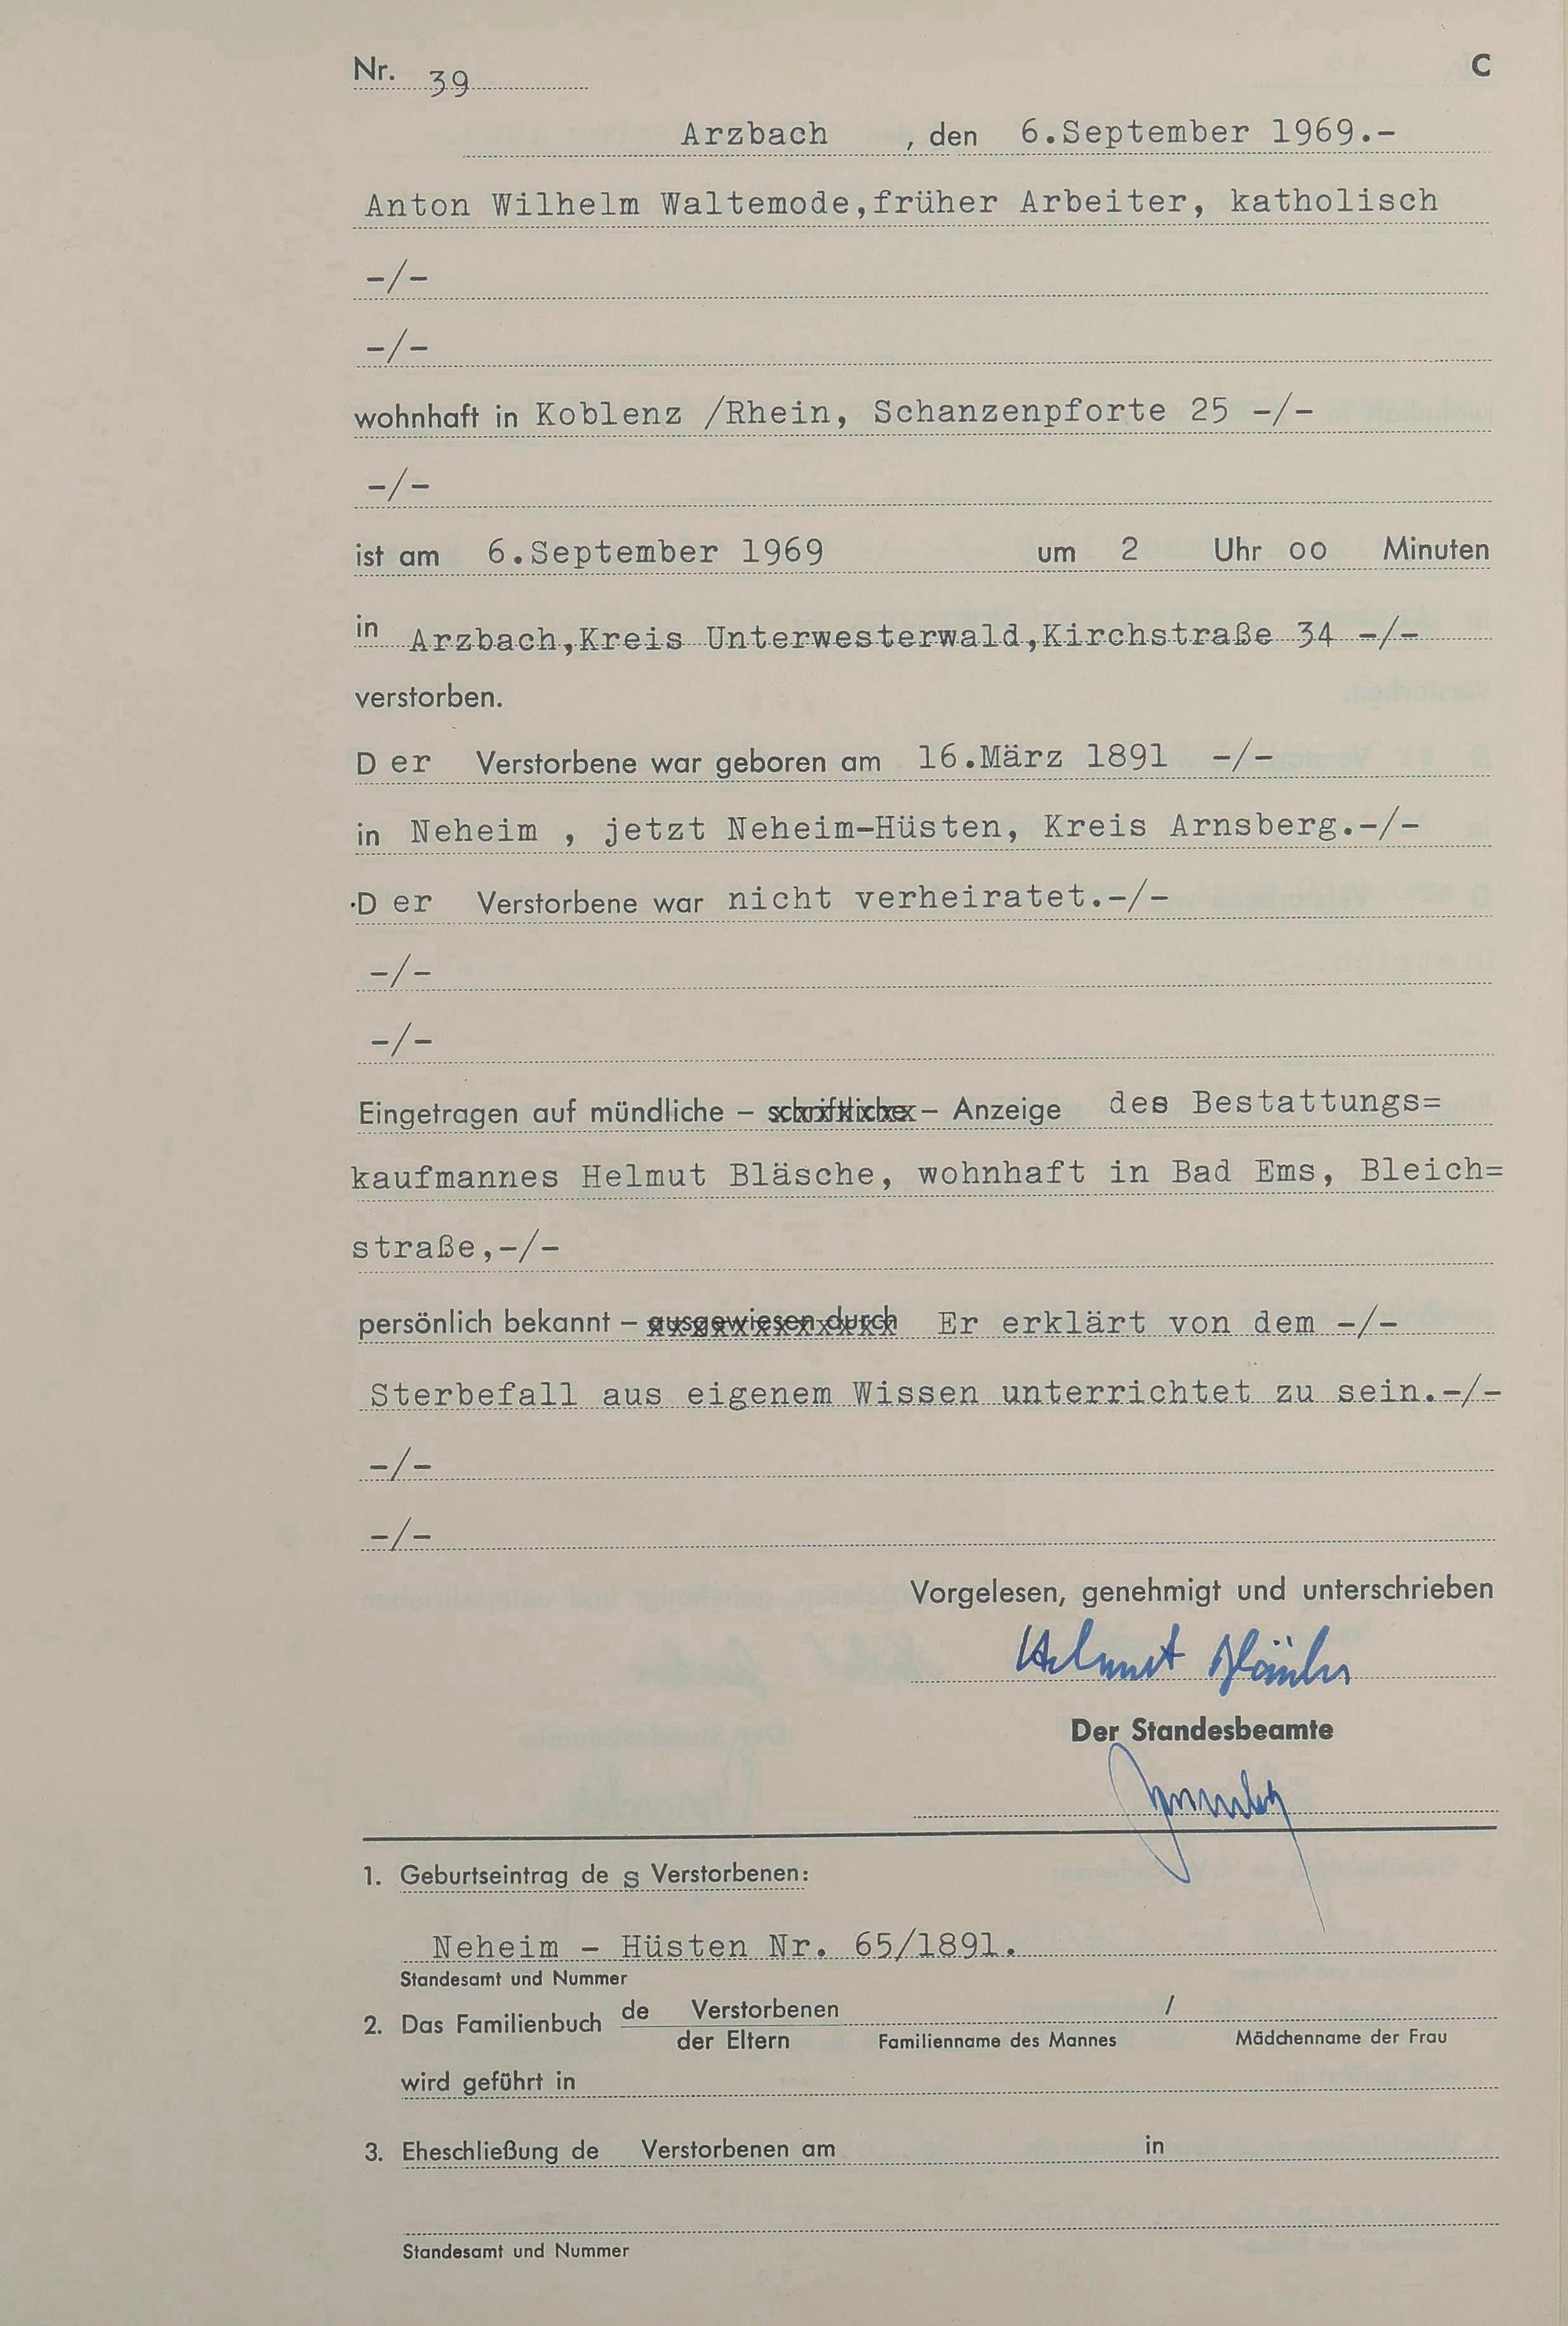 Nr. 39 C
Arzbach , den 6.September 1969.-
Anton Wilhelm Waltemode,früher Arbeiter, katholisch
-/-
-/-
wohnhaft in Koblenz /Rhein, Schanzenpforte 25 -/-
-/-
ist am 6.September 1969 um 2 Uhr oo Minuten
in Arzbach,Kreis Unterwesterwald,Kirchstraße 34 -/-
verstorben.
D er Verstorbene war geboren am 16.März 1891 -/-
in Neheim , jetzt Neheim-Hüsten, Kreis Arnsberg.-/-
D er Verstorbene war nicht verheiratet.-/-
-/-
-/-
Eingetragen auf mündliche – schriftliche – Anzeige des Bestattungs=
kaufmannes Helmut Bläsche, wohnhaft in Bad Ems, Bleich=
straße,-/-
persönlich bekannt – ausgewiesen durch Er erklärt von dem -/-
Sterbefall aus eigenem Wissen unterrichtet zu sein.-/-
-/-
-/-
Vorgelesen, genehmigt und unterschrieben
Helmut
Der Standesbeamte
1. Geburtseintrag de s Verstorbenen:
Neheim - Hüsten Nr. 65/1891.
Standesamt und Nummer
2. Das Familienbuch de Verstorbenen /
der Eltern Familienname des Mannes Mädchenname der Frau
wird geführt in
3. Eheschließung de Verstorbenen am in
Standesamt und Nummer